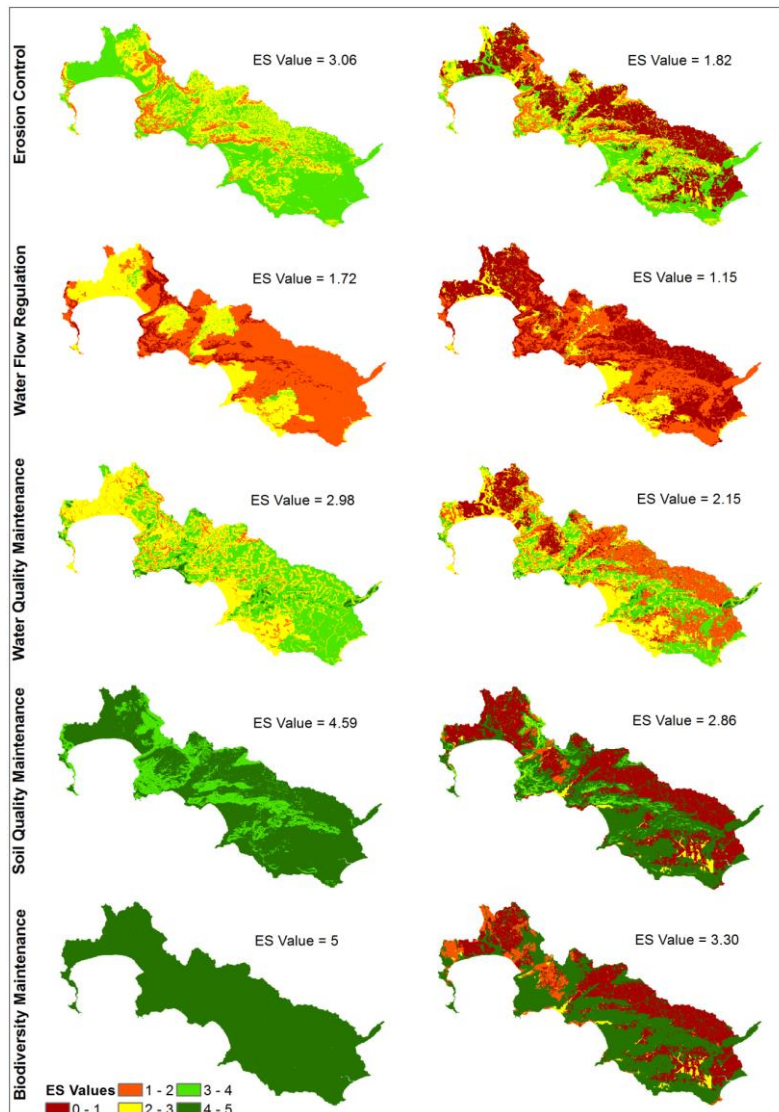 Erosion Control
ES Value = 3.06
ES Value = 1.82
Water Flow Regulation
ES Value = 1.72
ES Value = 1.15
Water Quality Maintenance
ES Value = 2.98
ES Value = 2.15
Soil Quality Maintenance
ES Value = 4.59
ES Value = 2.86
Biodiversity Maintenance
ES Value = 5
ES Value = 3.30
ES Values 1 - 2 3 - 4
0 - 1 2 - 3 4 - 5